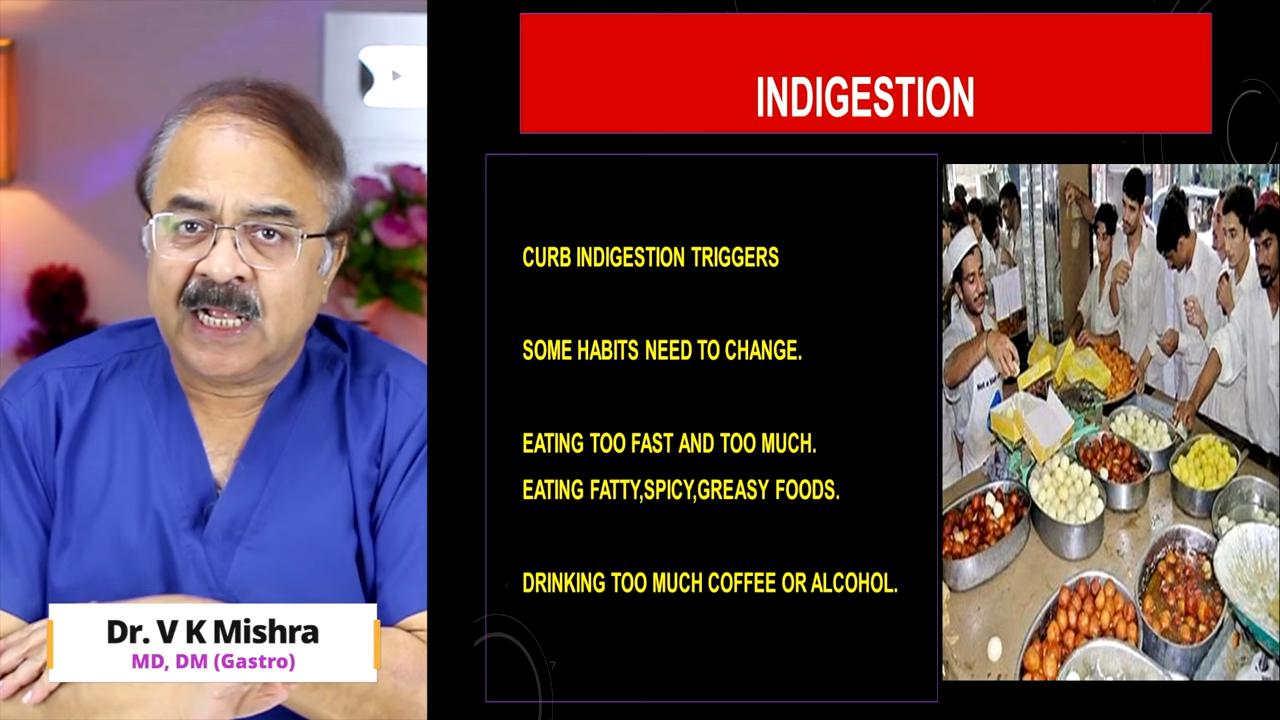 INDIGESTION
CURB INDIGESTION TRIGGERS
SOME HABITS NEED TO CHANGE.
EATING TOO FAST AND TOO MUCH.
EATING FATTY,SPICY,GREASY FOODS.
DRINKING TOO MUCH COFFEE OR ALCOHOL.
7
Dr. V K Mishra
MD, DM (Gastro)